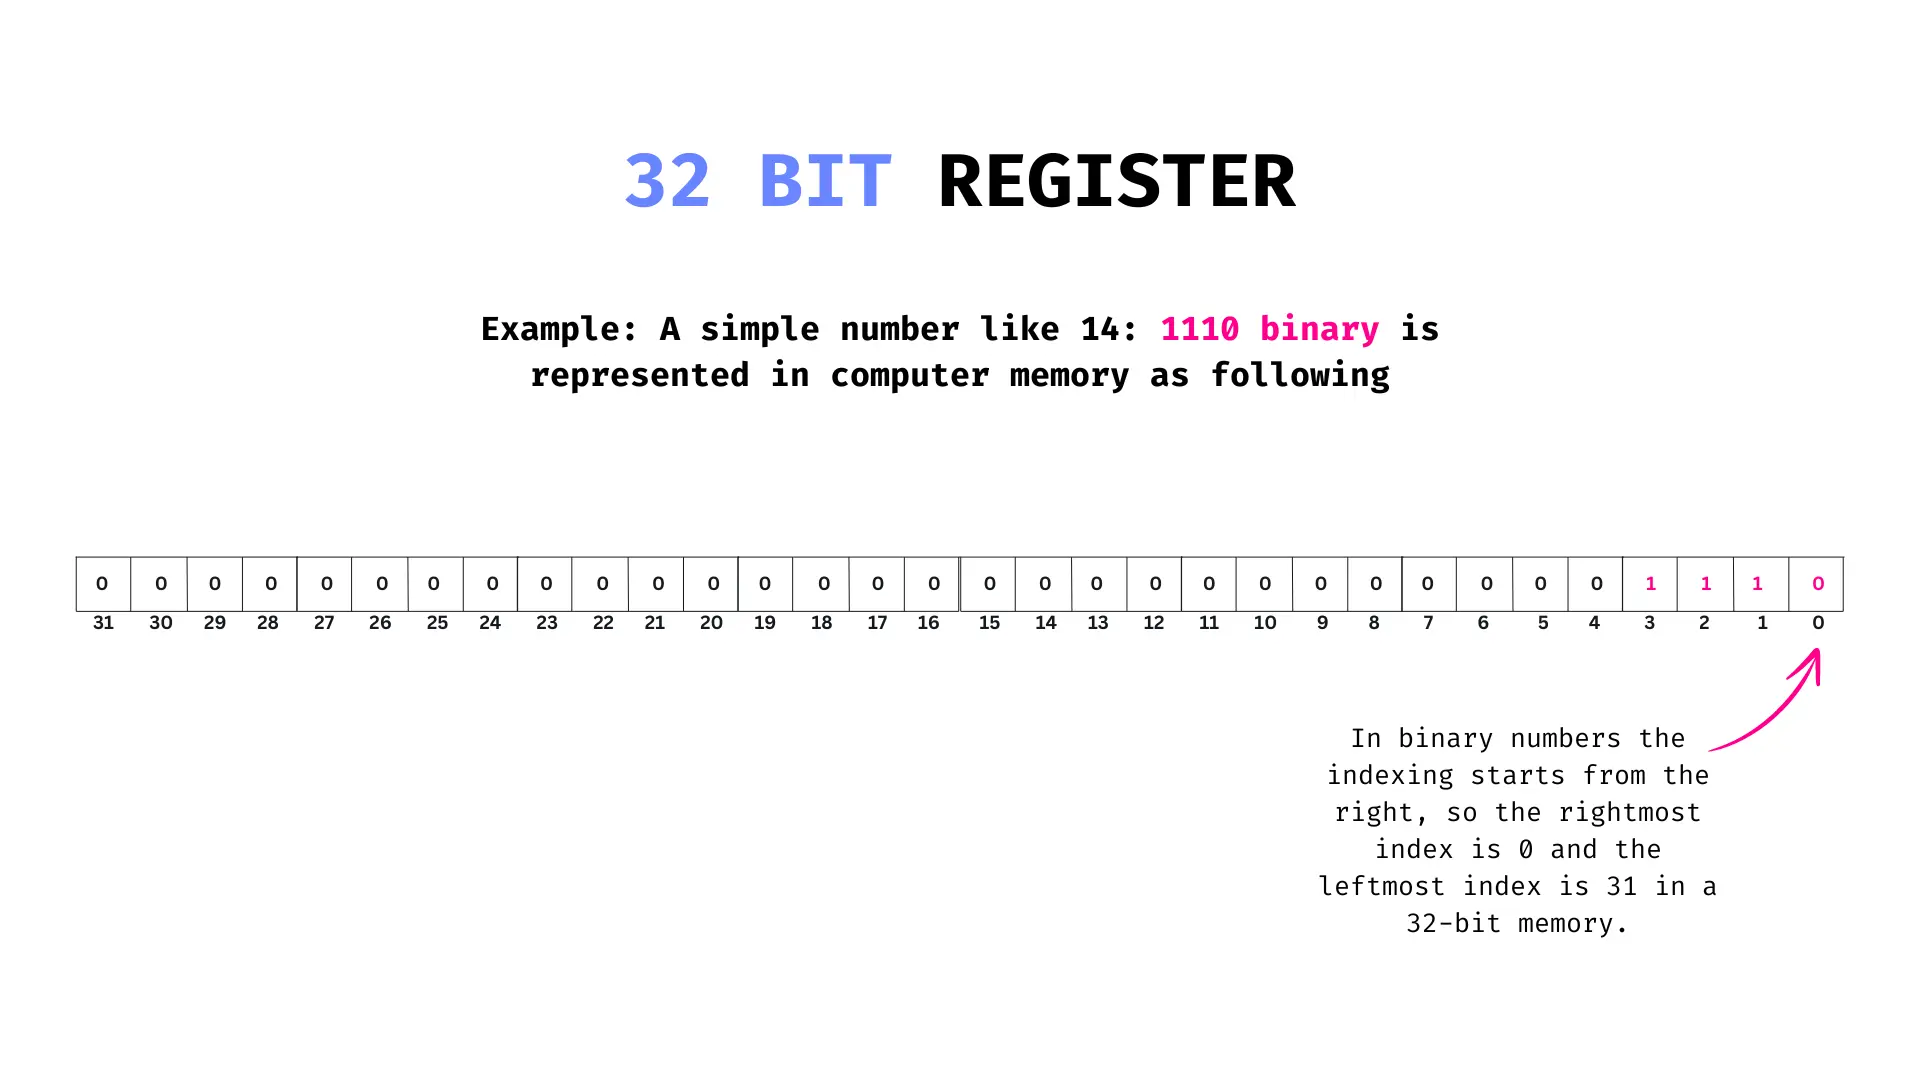 32 BIT REGISTER
Example: A simple number like 14: 1110 binary is
represented in computer memory as following
0 0 0 0 0 0 0 0 0 0 0 0 0 0 0 0 0 0 0 0 0 0 0 0 0 0 0 0 1 1 1 0
31 30 29 28 27 26 25 24 23 22 21 20 19 18 17 16 15 14 13 12 11 10 9 8 7 6 5 4 3 2 1 0
In binary numbers the
indexing starts from the
right, so the rightmost
index is 0 and the
leftmost index is 31 in a
32-bit memory.